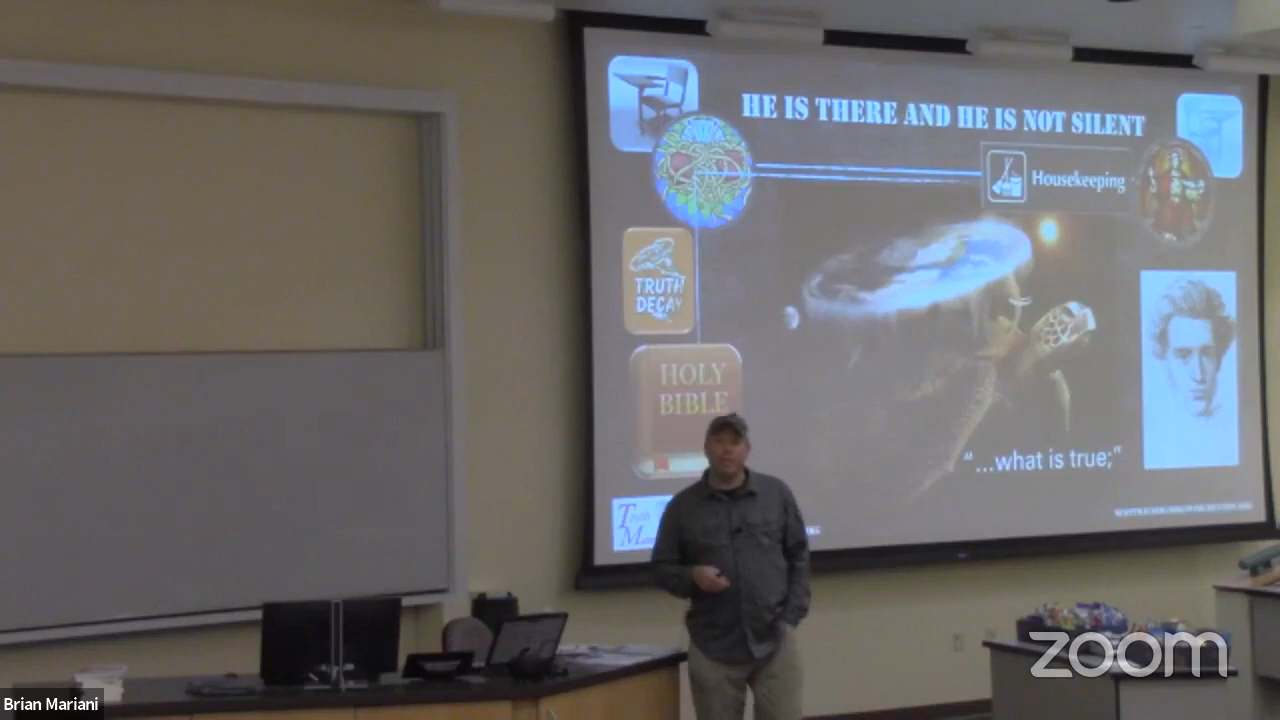 HE IS THERE AND HE IS NOT SILENT
Housekeeping
TRUTH
DECAY
HOLY
BIBLE
"...what is true;"
Brian Mariani
zoom